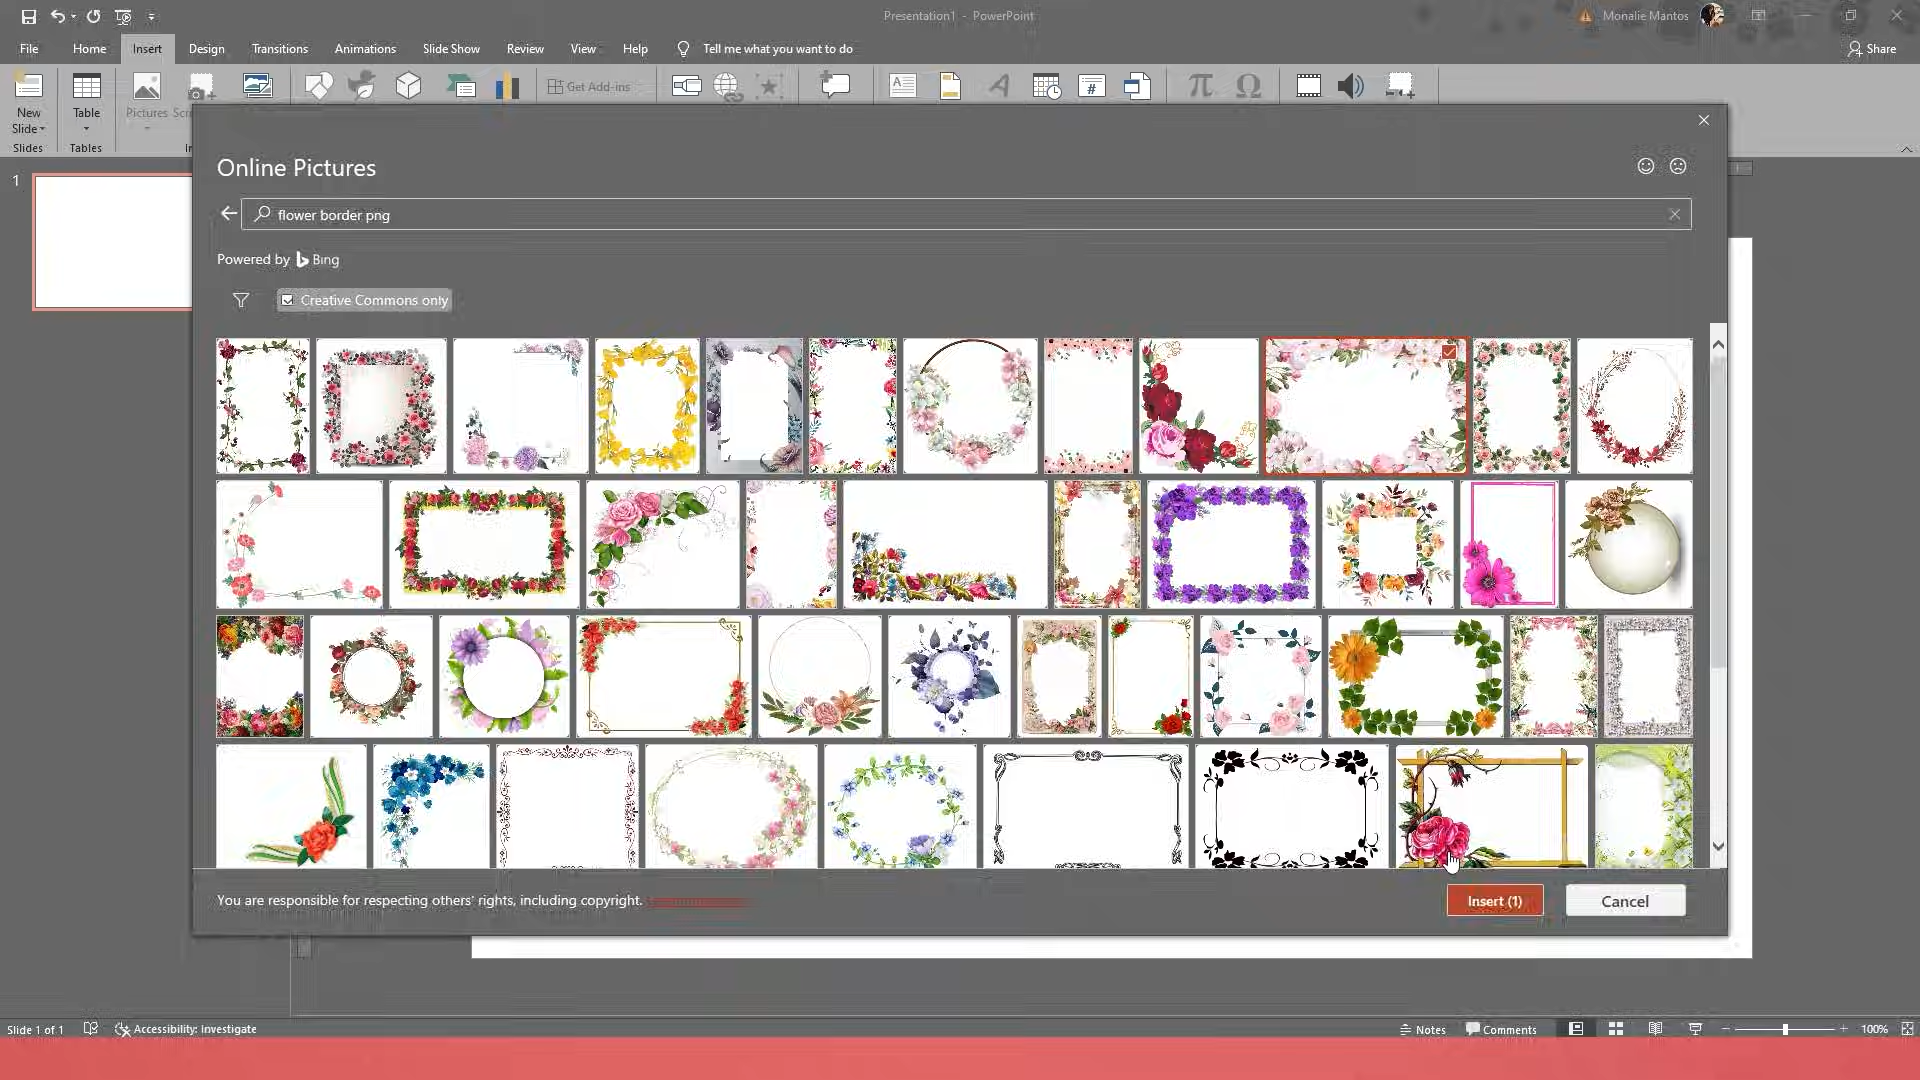 Presentation1 - PowerPoint
Monalie Mantos
File Home Insert Design Transitions Animations Slide Show Review View Help Tell me what you want to do
Share
New Slide
Table
Pictures
Get Add-ins
Slides
Tables
1
Online Pictures
flower border png
Powered by Bing
Creative Commons only
You are responsible for respecting others' rights, including copyright.
Insert (1)
Cancel
Slide 1 of 1
Accessibility: Investigate
Notes
Comments
100%